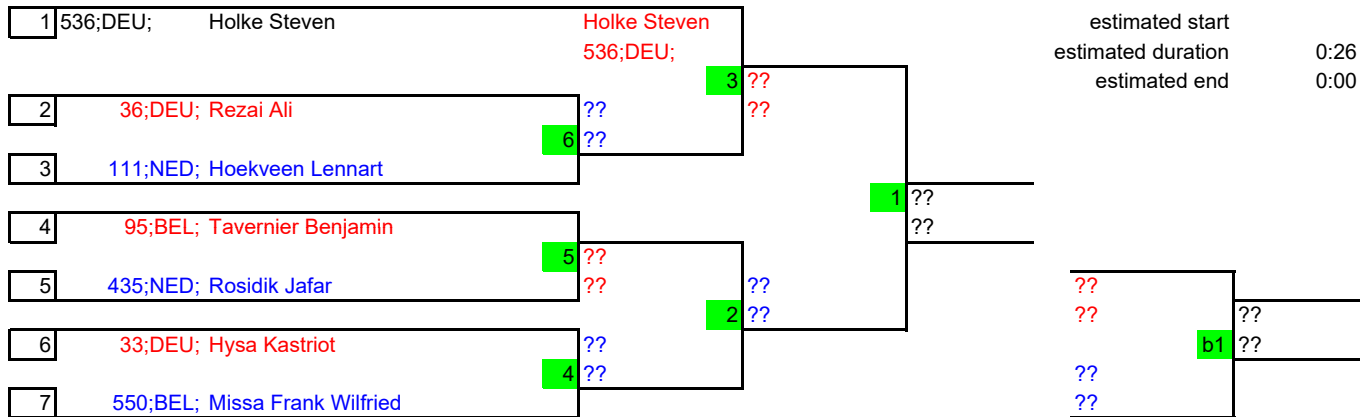 1 536;DEU; Holke Steven Holke Steven estimated start
536;DEU; estimated duration 0:26
3 ?? estimated end 0:00
2 36;DEU; Rezai Ali ?? ??
6 ??
3 111;NED; Hoekveen Lennart
1 ??
4 95;BEL; Tavernier Benjamin ??
5 ??
5 435;NED; Rosidik Jafar ?? ?? ??
2 ?? ?? ??
6 33;DEU; Hysa Kastriot ?? b1 ??
4 ?? ??
7 550;BEL; Missa Frank Wilfried ??